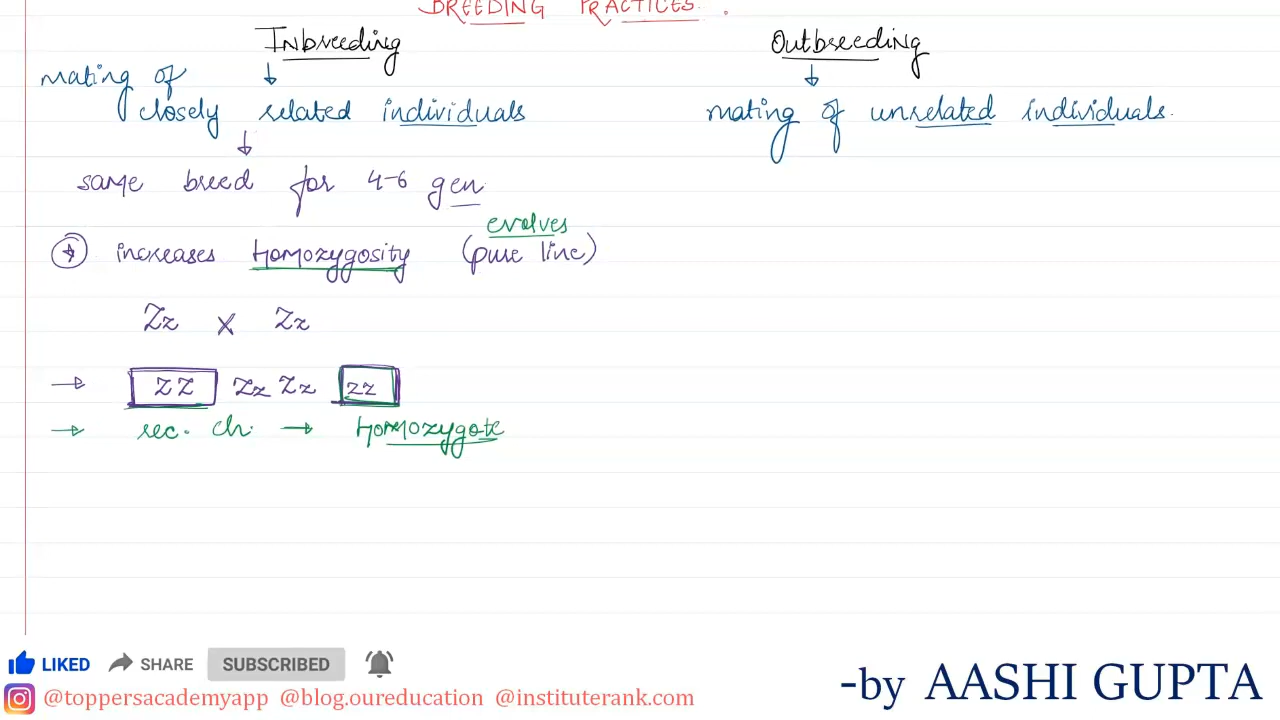 BREEDING PRACTICES.
Inbreeding
mating of
closely related individuals
same breed for 4-6 gen
evolves
increases Homozygosity (pure line)
Zz X Zz
ZZ Zz Zz zz
rec. ch. → Homozygote
Outbreeding
mating of unrelated individuals.
LIKED SHARE SUBSCRIBED
@toppersacademyapp @blog.oureducation @instituterank.com
-by AASHI GUPTA